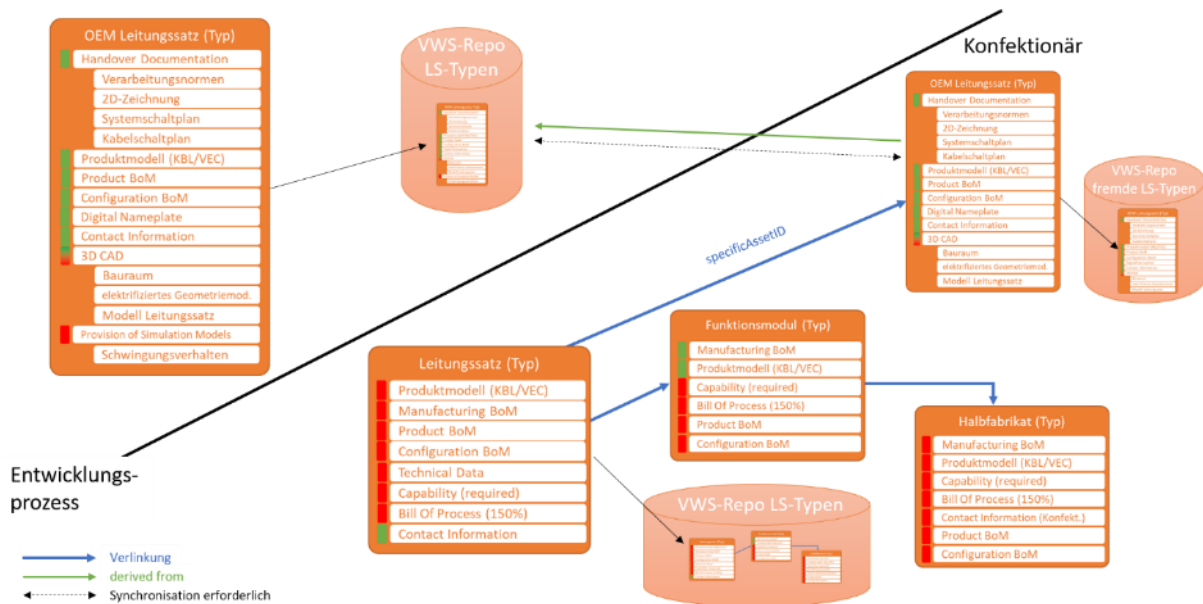 OEM Leitungssatz (Typ)
Handover Documentation
Verarbeitungsnormen
2D-Zeichnung
Systemschaltplan
Kabelschaltplan
Produktmodell (KBL/VEC)
Product BoM
Configuration BoM
Digital Nameplate
Contact Information
3D CAD
Bauraum
elektrifiziertes Geometriemod.
Modell Leitungssatz
Provision of Simulation Models
Schwingungsverhalten
VWS-Repo
LS-Typen
Konfektionär
OEM Leitungssatz (Typ)
Handover Documentation
Verarbeitungsnormen
2D-Zeichnung
Systemschaltplan
Kabelschaltplan
Produktmodell (KBL/VEC)
Product BoM
Configuration BoM
Digital Nameplate
Contact Information
3D CAD
Bauraum
elektrifiziertes Geometriemod.
Modell Leitungssatz
VWS-Repo
fremde LS-Typen
specificAssetID
Leitungssatz (Typ)
Produktmodell (KBL/VEC)
Manufacturing BoM
Product BoM
Configuration BoM
Technical Data
Capability (required)
Bill Of Process (150%)
Contact Information
Funktionsmodul (Typ)
Manufacturing BoM
Produktmodell (KBL/VEC)
Capability (required)
Bill Of Process (150%)
Product BoM
Configuration BoM
Halbfabrikat (Typ)
Manufacturing BoM
Produktmodell (KBL/VEC)
Capability (required)
Bill Of Process (150%)
Contact Information (Konfekt.)
Product BoM
Configuration BoM
VWS-Repo LS-Typen
Entwicklungs-
prozess
Verlinkung
derived from
Synchronisation erforderlich